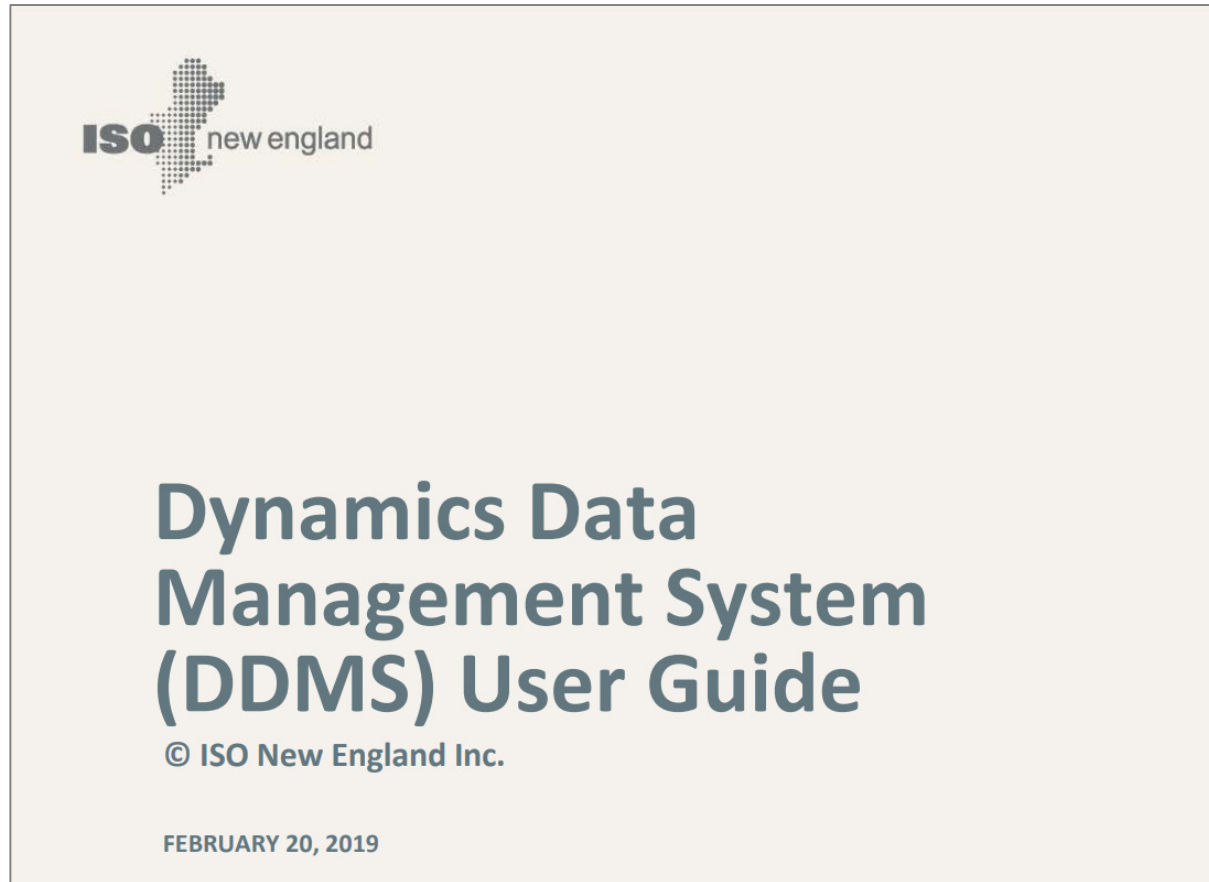 ISO new england
Dynamics Data
Management System
(DDMS) User Guide
© ISO New England Inc.
FEBRUARY 20, 2019